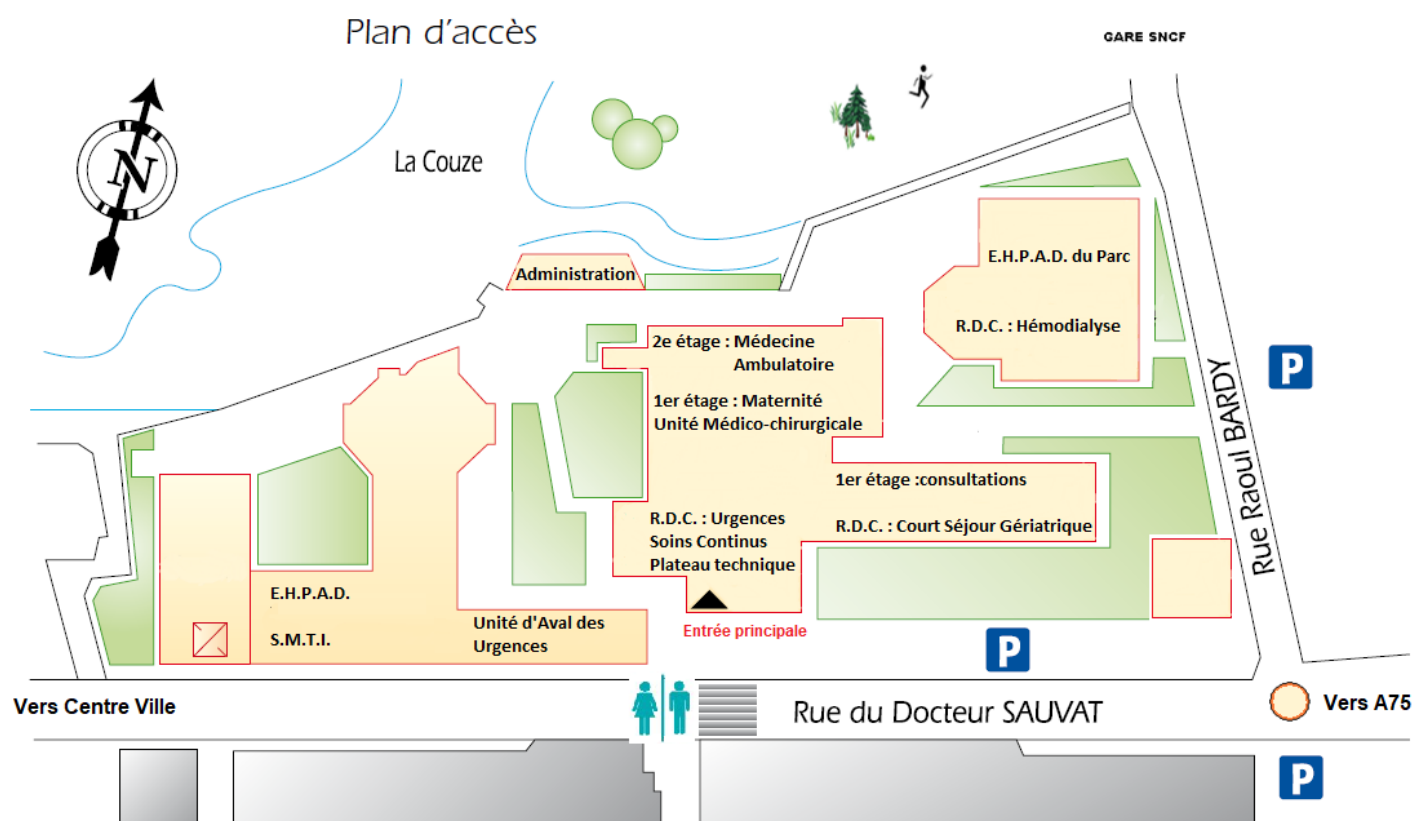 Plan d'accès
GARE SNCF
N
La Couze
Administration
E.H.P.A.D. du Parc
R.D.C. : Hémodialyse
2e étage : Médecine
Ambulatoire
1er étage : Maternité
Unité Médico-chirurgicale
P
Rue Raoul BARDY
1er étage :consultations
R.D.C. : Court Séjour Gériatrique
R.D.C. : Urgences
Soins Continus
Plateau technique
E.H.P.A.D.
S.M.T.I.
Unité d'Aval des
Urgences
Entrée principale
P
Vers Centre Ville
Rue du Docteur SAUVAT
Vers A75
P